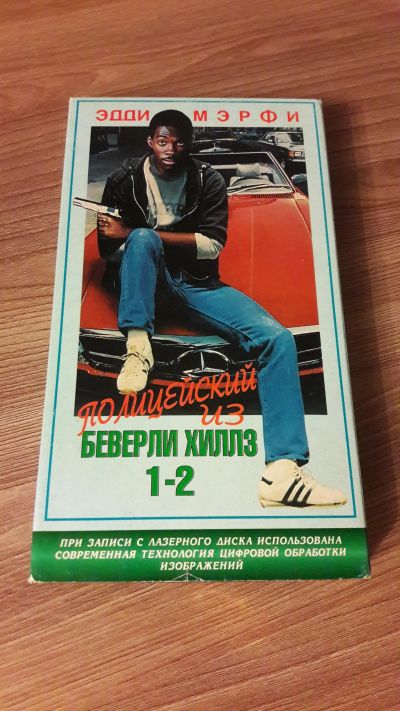 ЭДДИ МЭРФИ
ПОЛИЦЕЙСКИЙ
ИЗ
БЕВЕРЛИ ХИЛЛЗ
1-2
ПРИ ЗАПИСИ С ЛАЗЕРНОГО ДИСКА ИСПОЛЬЗОВАНА
СОВРЕМЕННАЯ ТЕХНОЛОГИЯ ЦИФРОВОЙ ОБРАБОТКИ
ИЗОБРАЖЕНИЙ